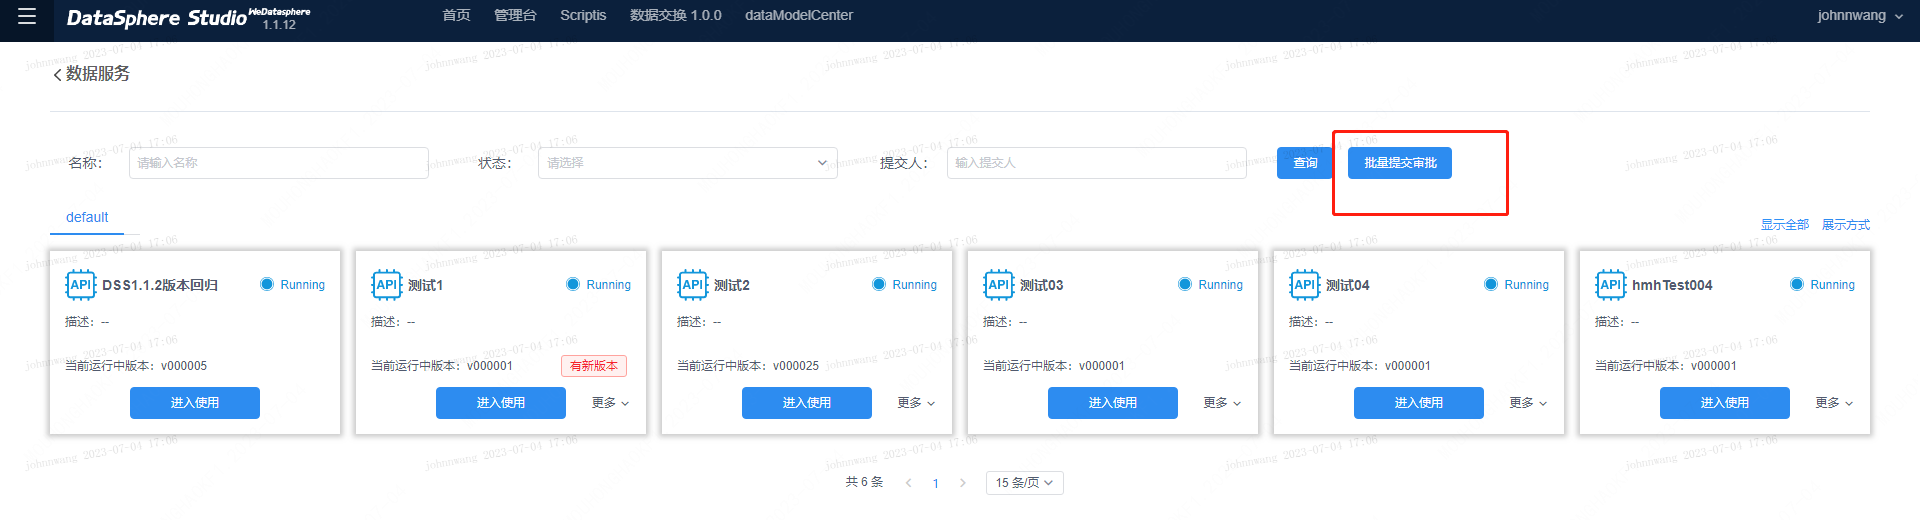 DataSphere Studio WeDatasphere 1.1.12 首页 管理台 Scriptis 数据交换 1.0.0 dataModelCenter johnnwang
数据服务
名称： 请输入名称 状态： 请选择 提交人： 输入提交人 查询 批量提交审批
default 显示全部 展示方式
API DSS1.1.2版本回归 Running
描述：--
当前运行中版本：v000005
进入使用
API 测试1 Running
描述：--
当前运行中版本：v000001 有新版本
进入使用 更多
API 测试2 Running
描述：--
当前运行中版本：v000025
进入使用 更多
API 测试03 Running
描述：--
当前运行中版本：v000001
进入使用 更多
API 测试04 Running
描述：--
当前运行中版本：v000001
进入使用 更多
API hmhTest004 Running
描述：--
当前运行中版本：v000001
进入使用 更多
共 6 条 1 15 条/页
johnnwang 2023-07-04 17:06